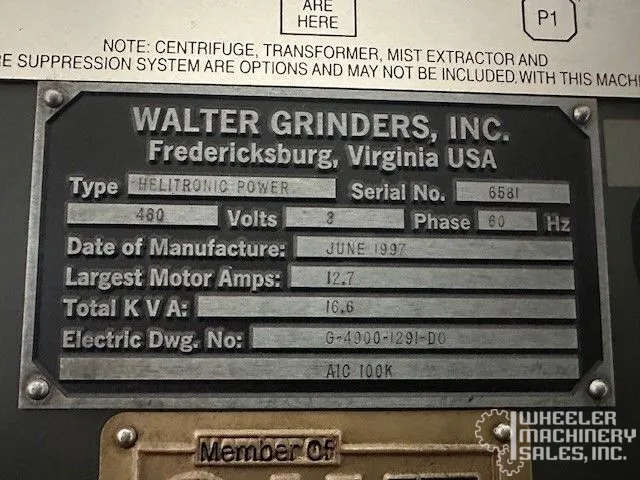 ARE
HERE
P1
NOTE: CENTRIFUGE, TRANSFORMER, MIST EXTRACTOR AND
SUPPRESSION SYSTEM ARE OPTIONS AND MAY NOT BE INCLUDED WITH THIS
WALTER GRINDERS, INC.
Fredericksburg, Virginia USA
Type HELITRONIC POWER Serial No. 6581
460 Volts 3 Phase 60 Hz
Date of Manufacture: JUNE 1997
Largest Motor Amps: 12.7
Total K V A: 16.6
Electric Dwg. No: G-4900-1291-D0
AIC 100K
Member Of
WHEELER
MACHINERY
SALES, INC.